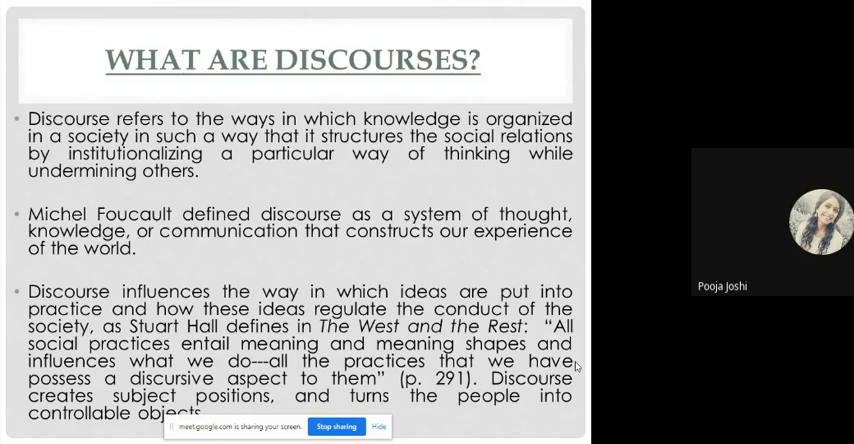 WHAT ARE DISCOURSES?
• Discourse refers to the ways in which knowledge is organized
in a society in such a way that it structures the social relations
by institutionalizing a particular way of thinking while
undermining others.
• Michel Foucault defined discourse as a system of thought,
knowledge, or communication that constructs our experience
of the world.
• Discourse influences the way in which ideas are put into
practice and how these ideas regulate the conduct of the
society, as Stuart Hall defines in The West and the Rest: “All
social practices entail meaning and meaning shapes and
influences what we do---all the practices that we have
possess a discursive aspect to them” (p. 291). Discourse
creates subject positions, and turns the people into
controllable objects.
meet.google.com is sharing your screen.
Stop sharing
Hide
Pooja Joshi